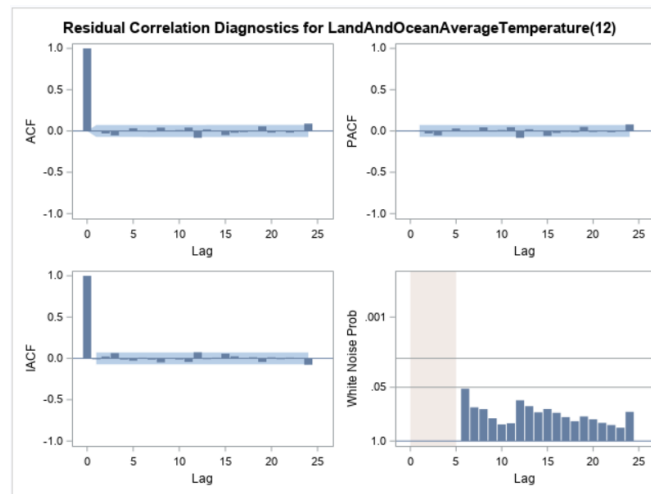 Residual Correlation Diagnostics for LandAndOceanAverageTemperature(12)
ACF
1.0
0.5
0.0
-0.5
-1.0
0 5 10 15 20 25
Lag
PACF
1.0
0.5
0.0
-0.5
-1.0
0 5 10 15 20 25
Lag
IACF
1.0
0.5
0.0
-0.5
-1.0
0 5 10 15 20 25
Lag
White Noise Prob
.001
.05
1.0
0 5 10 15 20 25
Lag